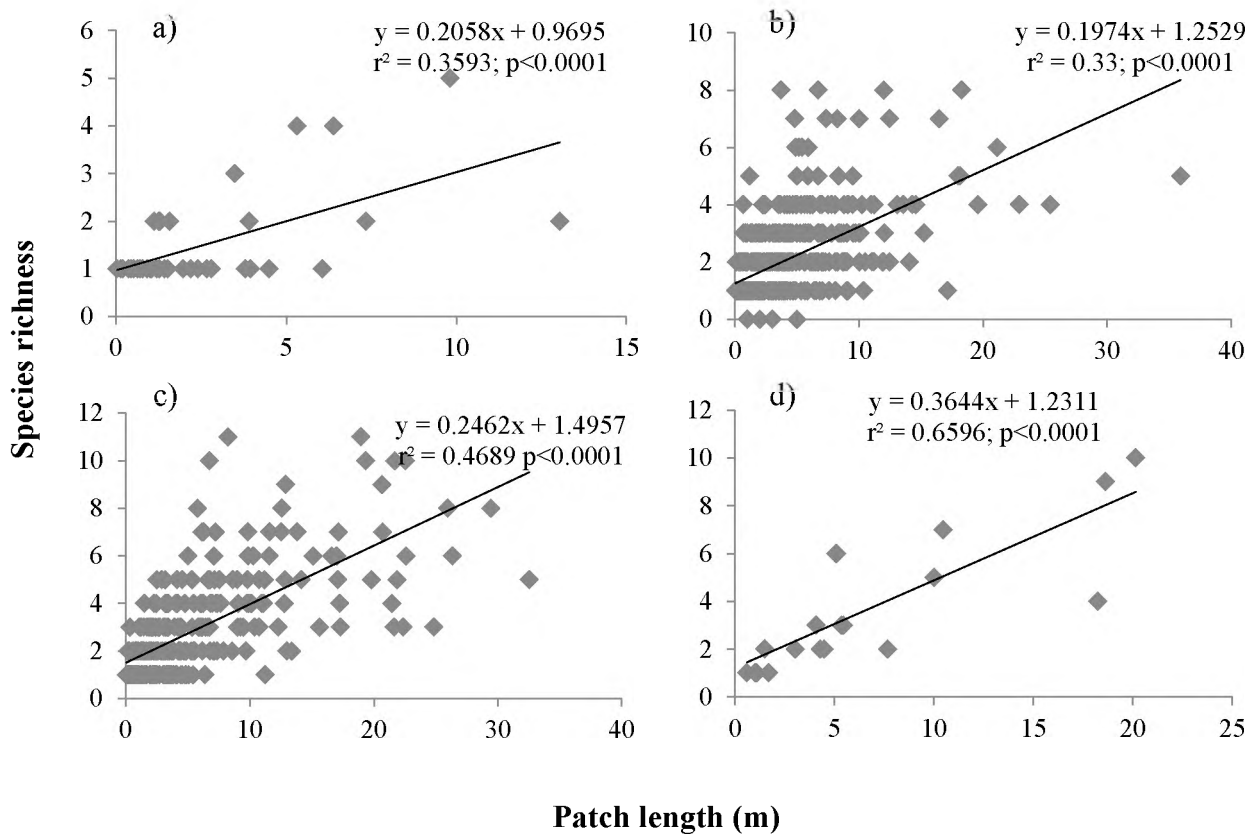 a)
y = 0.2058x + 0.9695
r² = 0.3593; p<0.0001
6
5
4
3
2
1
0
0 5 10 15
b)
y = 0.1974x + 1.2529
r² = 0.33; p<0.0001
10
8
6
4
2
0
0 10 20 30 40
Species richness
c)
y = 0.2462x + 1.4957
r² = 0.4689 p<0.0001
12
10
8
6
4
2
0
0 10 20 30 40
d)
y = 0.3644x + 1.2311
r² = 0.6596; p<0.0001
12
10
8
6
4
2
0
0 5 10 15 20 25
Patch length (m)